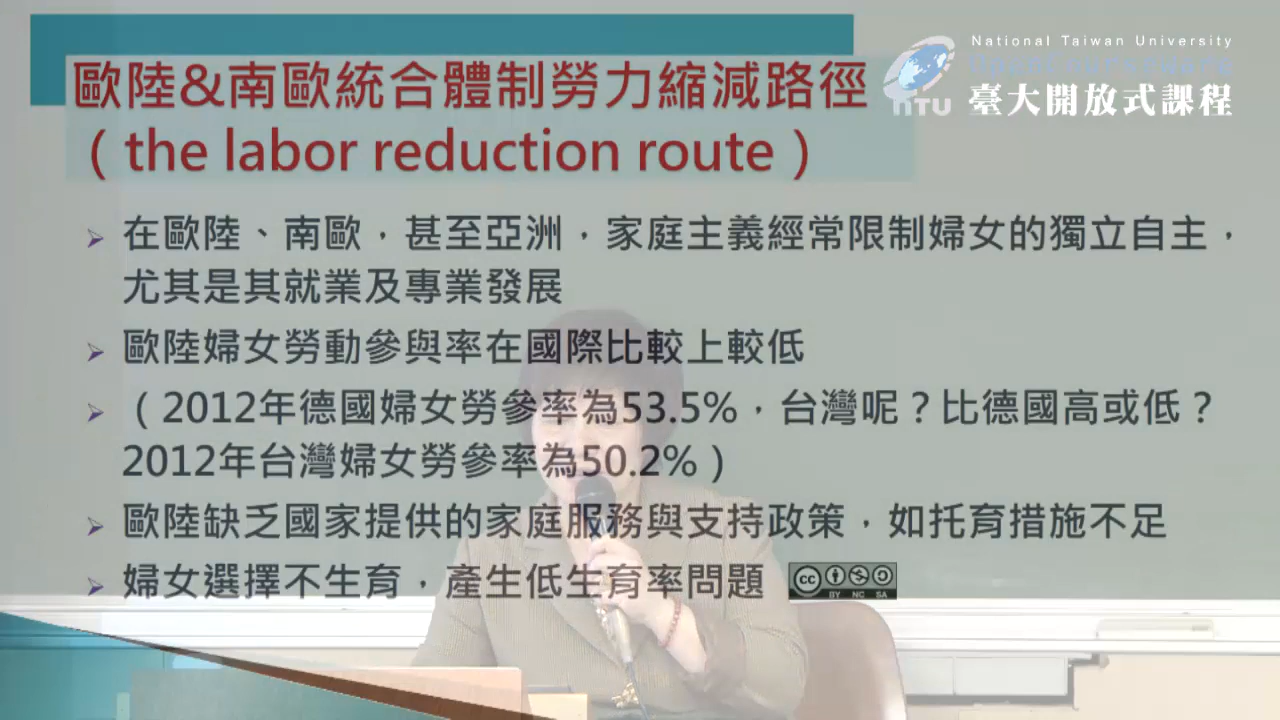 National Taiwan University
OpenCourseWare
NTU 臺大開放式課程
歐陸&南歐統合體制勞力縮減路徑
（the labor reduction route）
在歐陸、南歐，甚至亞洲，家庭主義經常限制婦女的獨立自主，
尤其是其就業及專業發展
歐陸婦女勞動參與率在國際比較上較低
（2012年德國婦女勞參率為53.5%，台灣呢？比德國高或低？
2012年台灣婦女勞參率為50.2%）
歐陸缺乏國家提供的家庭服務與支持政策，如托育措施不足
婦女選擇不生育，產生低生育率問題
cc BY NC SA